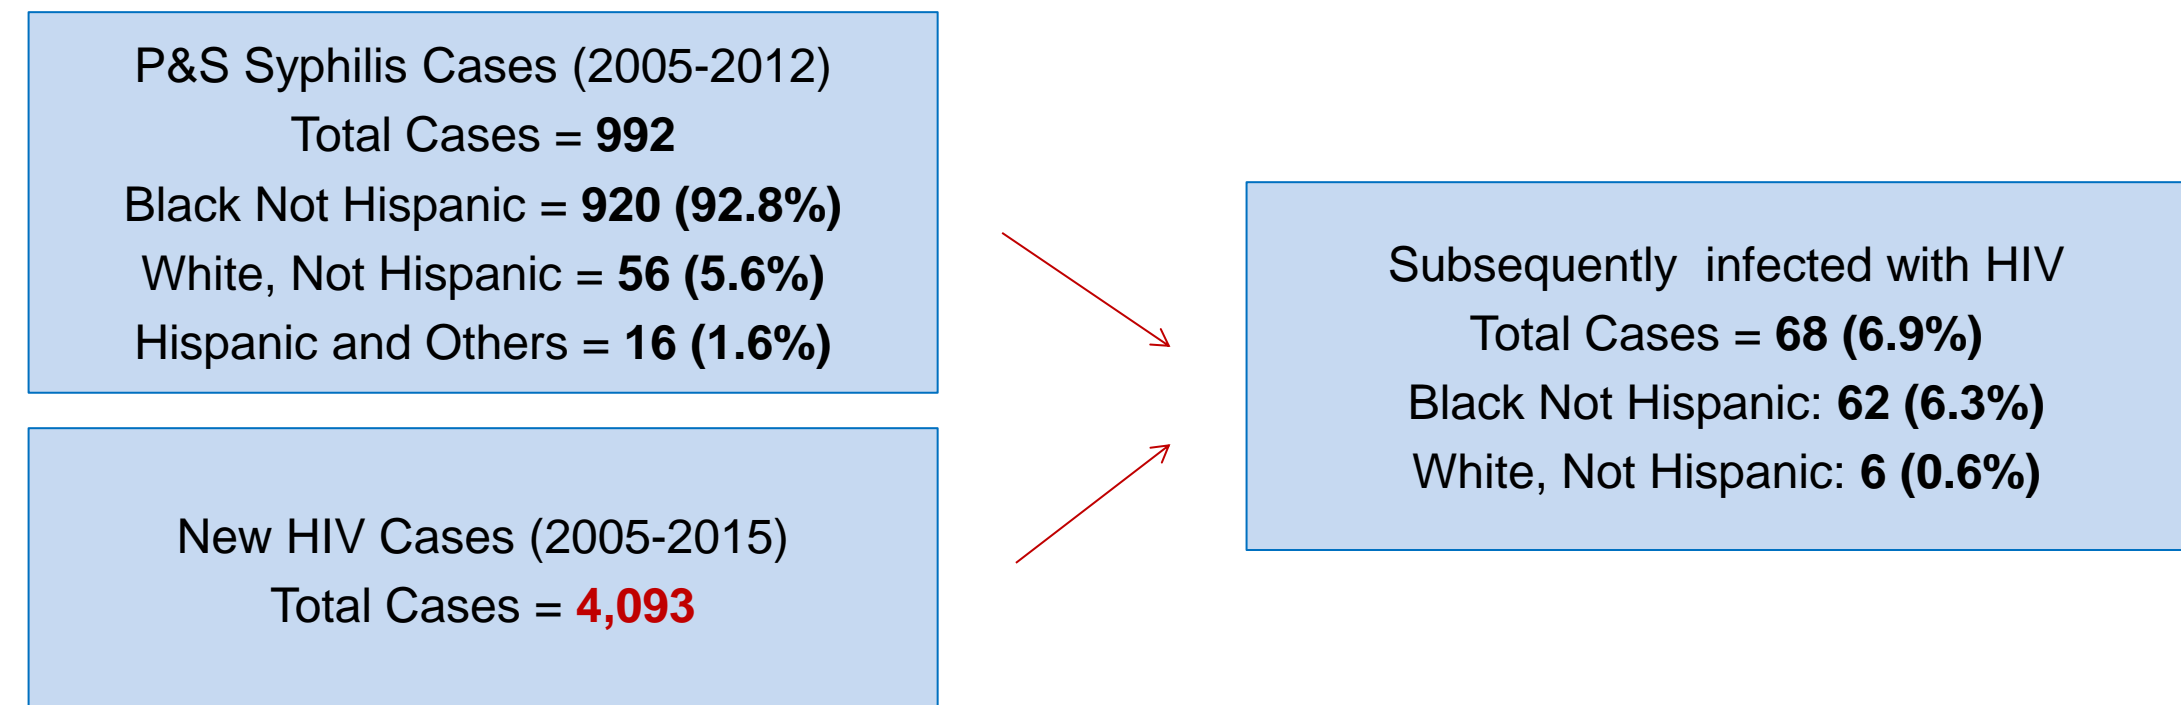 P&S Syphilis Cases (2005-2012)
Total Cases = 992
Black Not Hispanic = 920 (92.8%)
White, Not Hispanic = 56 (5.6%)
Hispanic and Others = 16 (1.6%)
New HIV Cases (2005-2015)
Total Cases = 4,093
Subsequently  infected with HIV
Total Cases = 68 (6.9%)
Black Not Hispanic: 62 (6.3%)
White, Not Hispanic: 6 (0.6%)